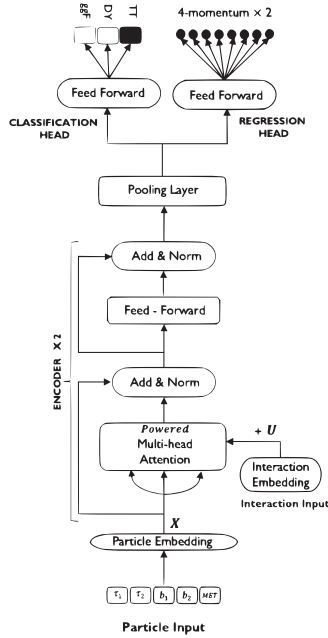 ggF DY TT
4-momentum × 2
Feed Forward
Feed Forward
CLASSIFICATION
HEAD
REGRESSION
HEAD
Pooling Layer
Add & Norm
Feed - Forward
ENCODER X 2
Add & Norm
Powered
Multi-head
Attention
+ U
Interaction
Embedding
Interaction Input
X
Particle Embedding
τ₁ τ₂ b₁ b₂ MET
Particle Input